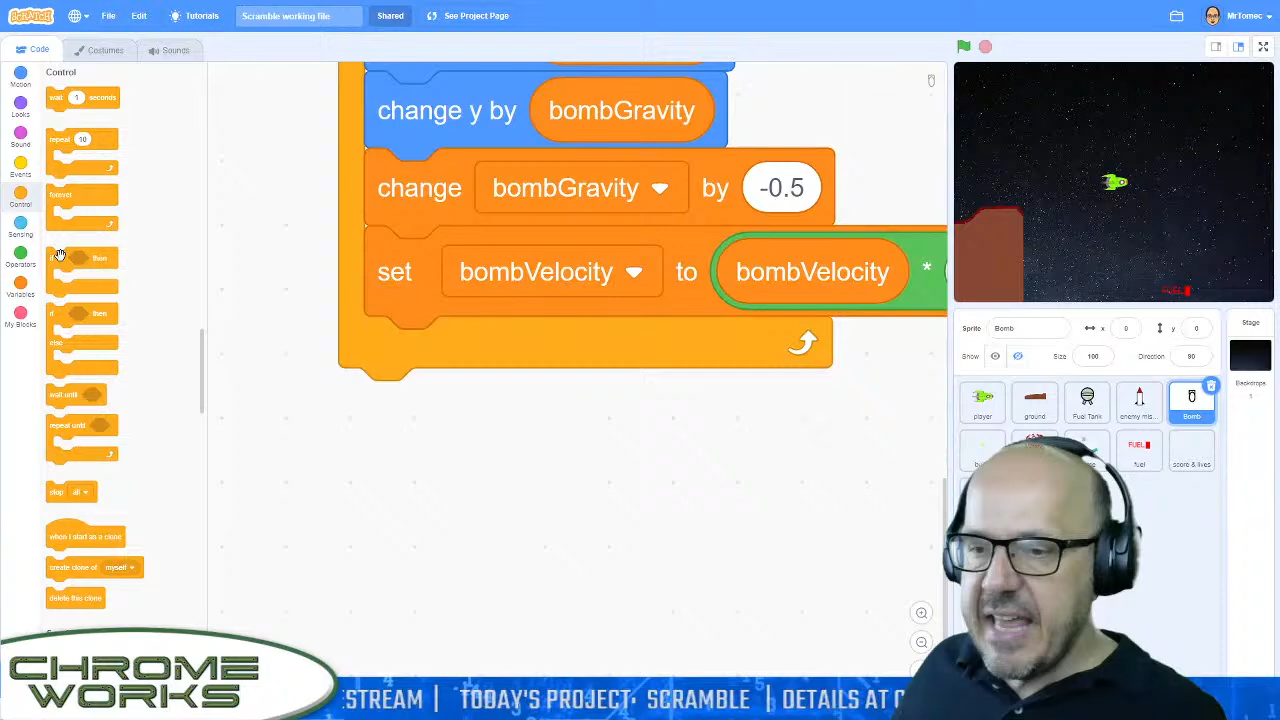 SCRATCH File Edit Tutorials Scramble working file Shared See Project Page MrTomec
Code Costumes Sounds
Motion
Looks
Sound
Events
Control
Sensing
Operators
Variables
My Blocks
Control
wait 1 seconds
repeat 10
forever
if then
if then
else
wait until
repeat until
stop all
when I start as a clone
create clone of myself
delete this clone
change y by bombGravity
change bombGravity by -0.5
set bombVelocity to bombVelocity *
FUEL
Sprite Bomb x 0 y 0
Show Size 100 Direction 90
Stage
Backdrops
1
player ground Fuel Tank enemy mis... Bomb
FUEL
fuel score & lives
CHROME
WORKS
STREAM | TODAY'S PROJECT: SCRAMBLE | DETAILS AT